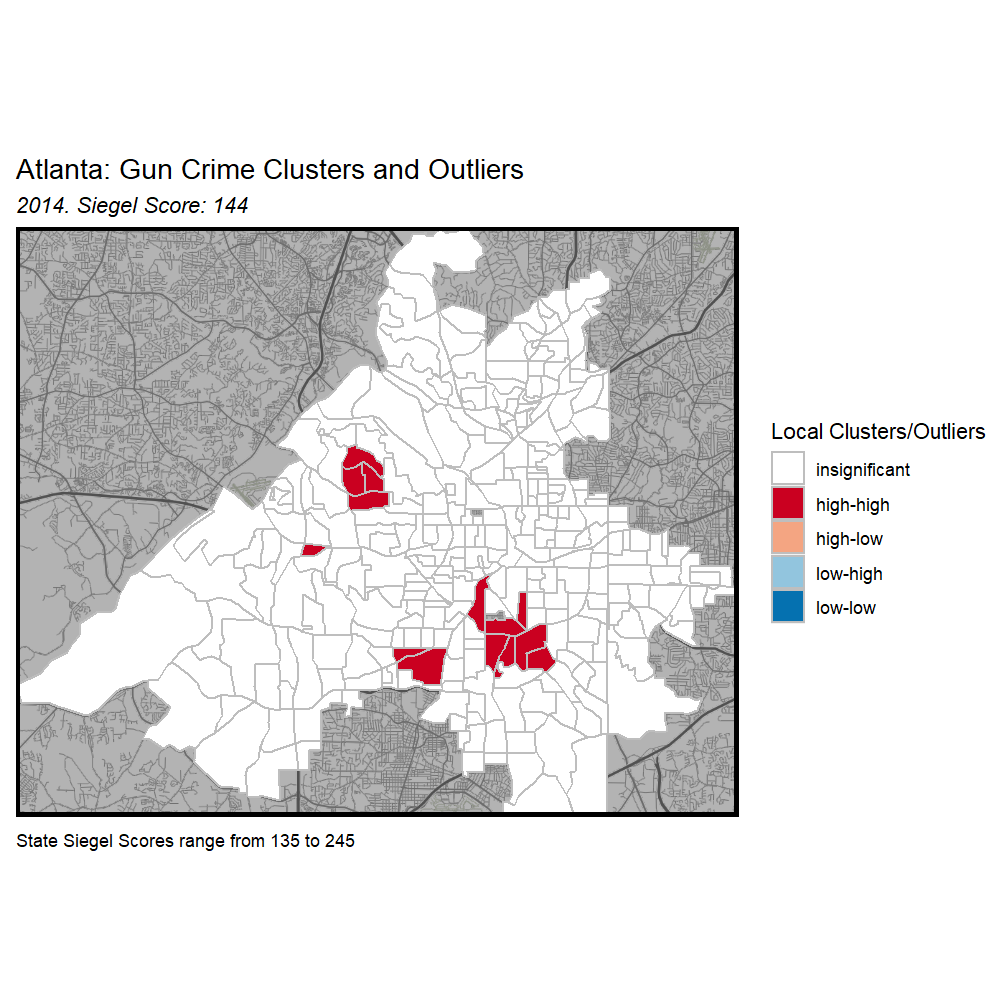 Atlanta: Gun Crime Clusters and Outliers
2014. Siegel Score: 144
Local Clusters/Outliers
insignificant
high-high
high-low
low-high
low-low
State Siegel Scores range from 135 to 245